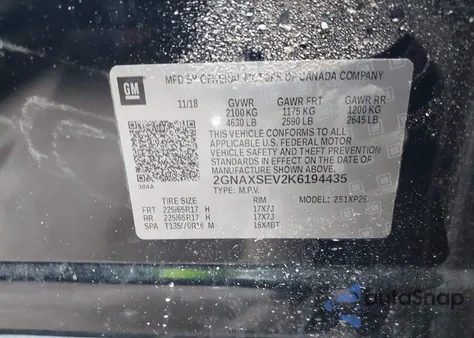 GM
MFD BY GENERAL MOTORS OF CANADA COMPANY
11/18 GVWR GAWR FRT GAWR RR
2100 KG 1175 KG 1200 KG
4630 LB 2590 LB 2645 LB
THIS VEHICLE CONFORMS TO ALL
APPLICABLE U.S. FEDERAL MOTOR
VEHICLE SAFETY AND THEFT
PREVENTION STANDARDS IN
EFFECT ON THE DATE OF
MANUFACTURE SHOWN ABOVE.
2GNAXSEV2K6194435
TYPE: M.P.V. MODEL: 251XP26
TIRE SIZE RIM
FRT 225/65R17 H 17X7J
RR 225/65R17 H 17X7J
SPA T135/70R16 M 16X4BT
AutoSnap